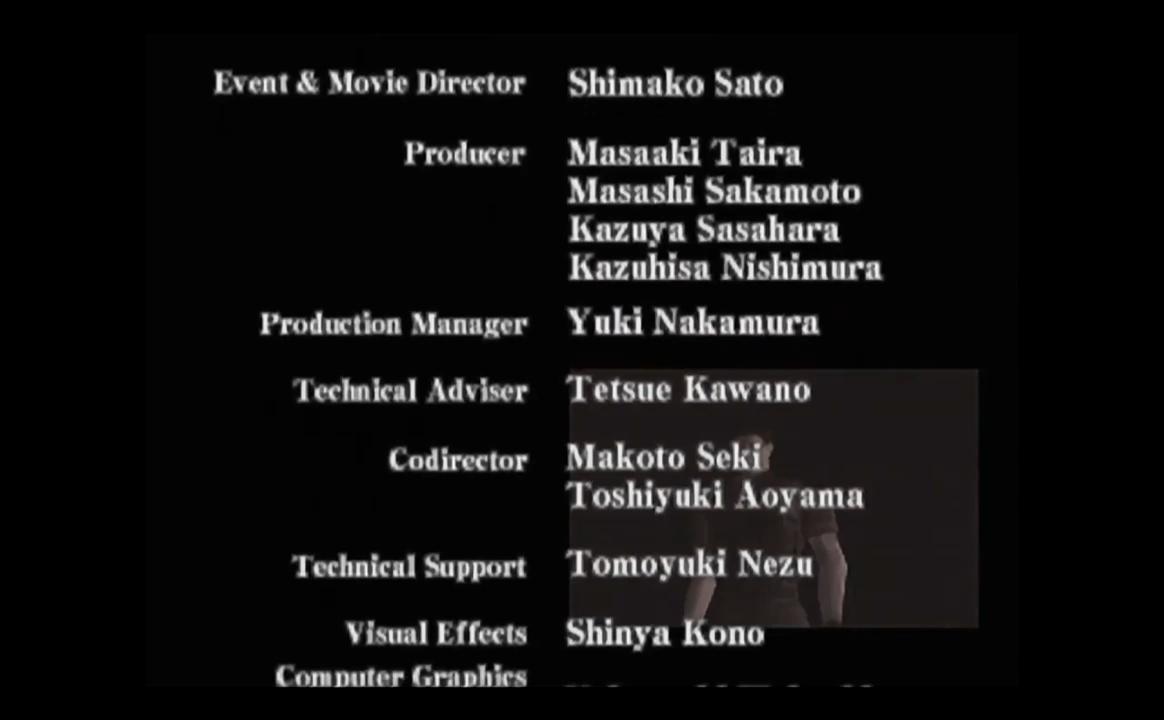 Event & Movie Director Shimako Sato
Producer Masaaki Taira
Masashi Sakamoto
Kazuya Sasahara
Kazuhisa Nishimura
Production Manager Yuki Nakamura
Technical Adviser Tetsue Kawano
Codirector Makoto Seki
Toshiyuki Aoyama
Technical Support Tomoyuki Nezu
Visual Effects Shinya Kono
Computer Graphics